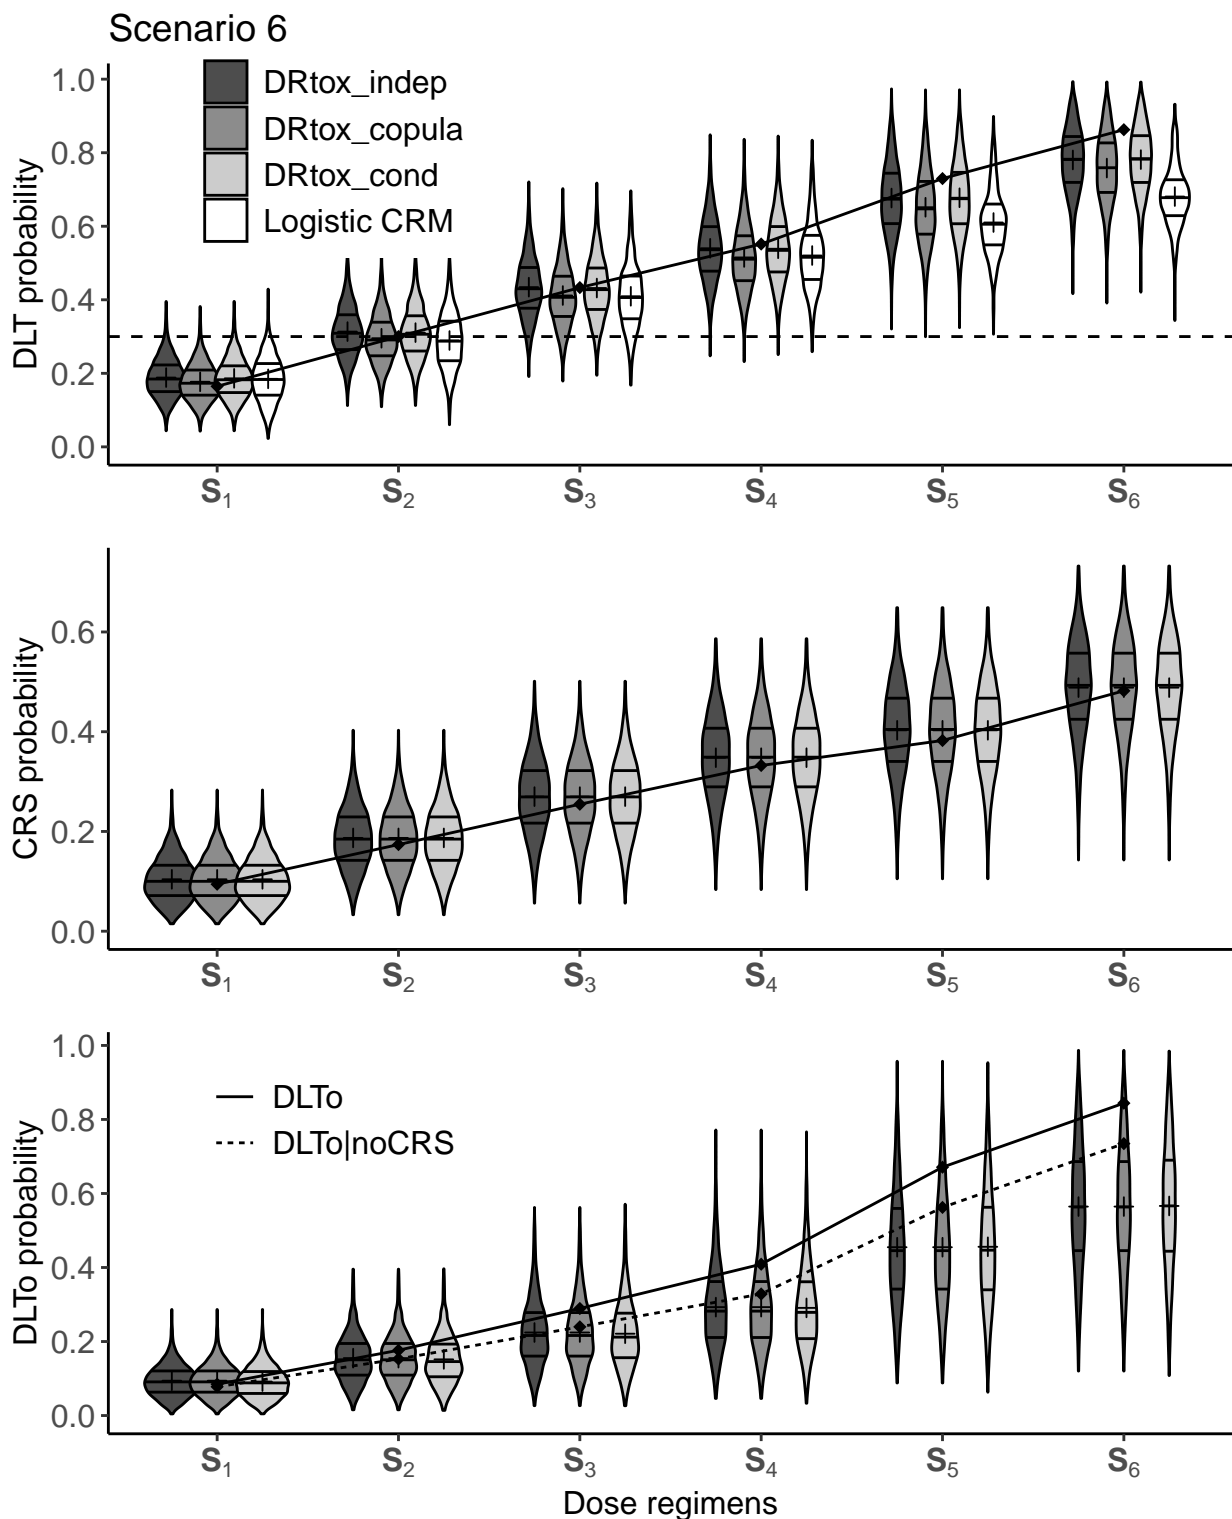 Scenario 6
DRtox_indep
DRtox_copula
DRtox_cond
Logistic CRM
DLT probability
1.0
0.8
0.6
0.4
0.2
0.0
S1 S2 S3 S4 S5 S6
CRS probability
0.6
0.4
0.2
0.0
S1 S2 S3 S4 S5 S6
DLTo probability
1.0
0.8
0.6
0.4
0.2
0.0
DLTo
DLTo|noCRS
S1 S2 S3 S4 S5 S6
Dose regimens